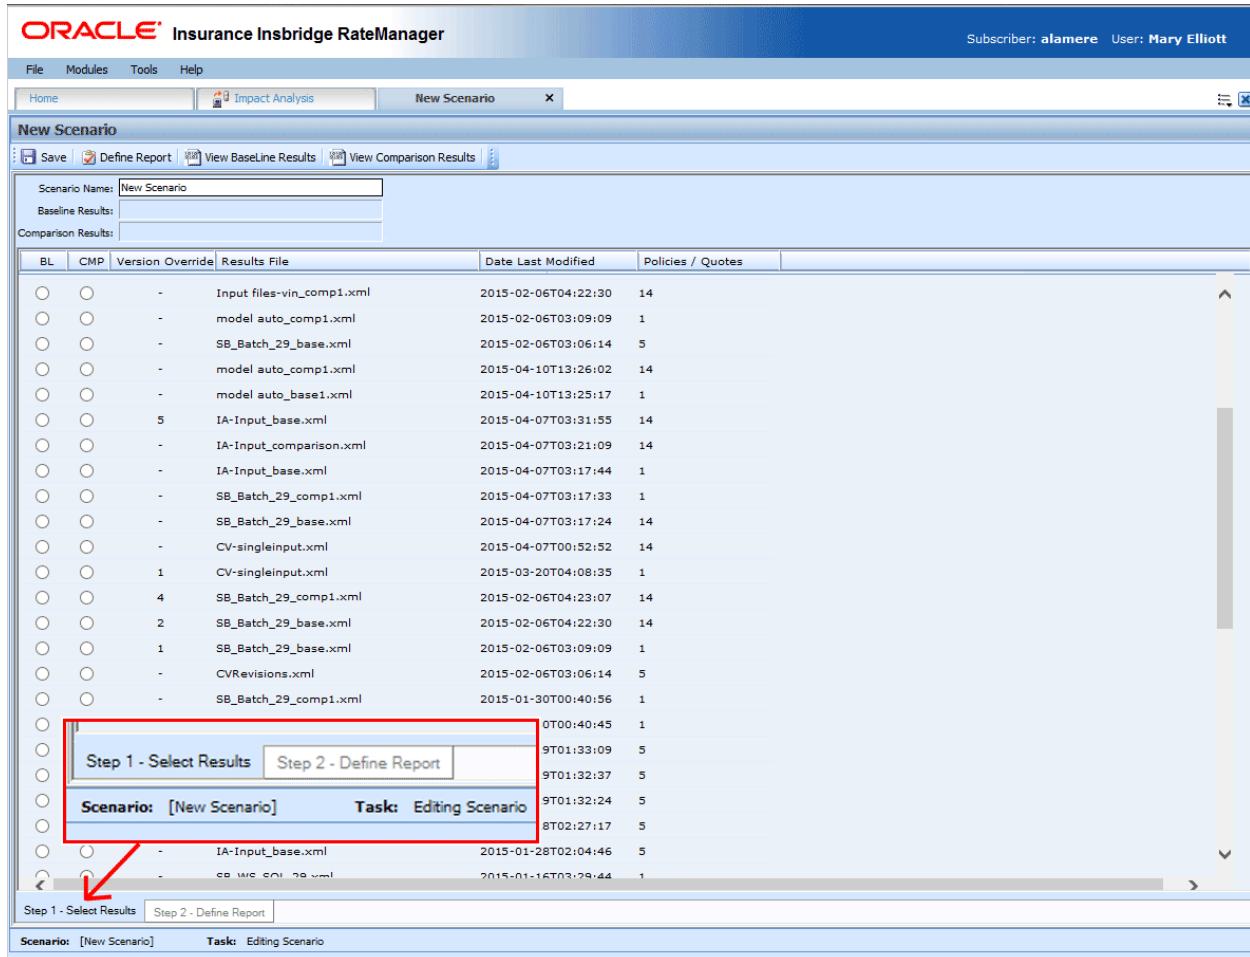 ORACLE Insurance Insbridge RateManager
Subscriber: alamere User: Mary Elliott
File Modules Tools Help
Home Impact Analysis New Scenario x
New Scenario
Save Define Report View BaseLine Results View Comparison Results
Scenario Name: New Scenario
Baseline Results:
Comparison Results:
BL CMP Version Override Results File Date Last Modified Policies / Quotes
- Input files-vin_comp1.xml 2015-02-06T04:22:30 14
- model auto_comp1.xml 2015-02-06T03:09:09 1
- SB_Batch_29_base.xml 2015-02-06T03:06:14 5
- model auto_comp1.xml 2015-04-10T13:26:02 14
- model auto_base1.xml 2015-04-10T13:25:17 1
5 IA-Input_base.xml 2015-04-07T03:31:55 14
- IA-Input_comparison.xml 2015-04-07T03:21:09 14
- IA-Input_base.xml 2015-04-07T03:17:44 1
- SB_Batch_29_comp1.xml 2015-04-07T03:17:33 1
- SB_Batch_29_base.xml 2015-04-07T03:17:24 14
- CV-singleinput.xml 2015-04-07T00:52:52 14
1 CV-singleinput.xml 2015-03-20T04:08:35 1
4 SB_Batch_29_comp1.xml 2015-02-06T04:23:07 14
2 SB_Batch_29_base.xml 2015-02-06T04:22:30 14
1 SB_Batch_29_base.xml 2015-02-06T03:09:09 1
- CVRevisions.xml 2015-02-06T03:06:14 5
- SB_Batch_29_comp1.xml 2015-01-30T00:40:56 1
0T00:40:45 1
9T01:33:09 5
Step 1 - Select Results Step 2 - Define Report
9T01:32:37 5
Scenario: [New Scenario] Task: Editing Scenario
9T01:32:24 5
8T02:27:17 5
- IA-Input_base.xml 2015-01-28T02:04:46 5
- SB_WS_SQL_29.xml 2015-01-16T03:29:44 1
Step 1 - Select Results Step 2 - Define Report
Scenario: [New Scenario] Task: Editing Scenario